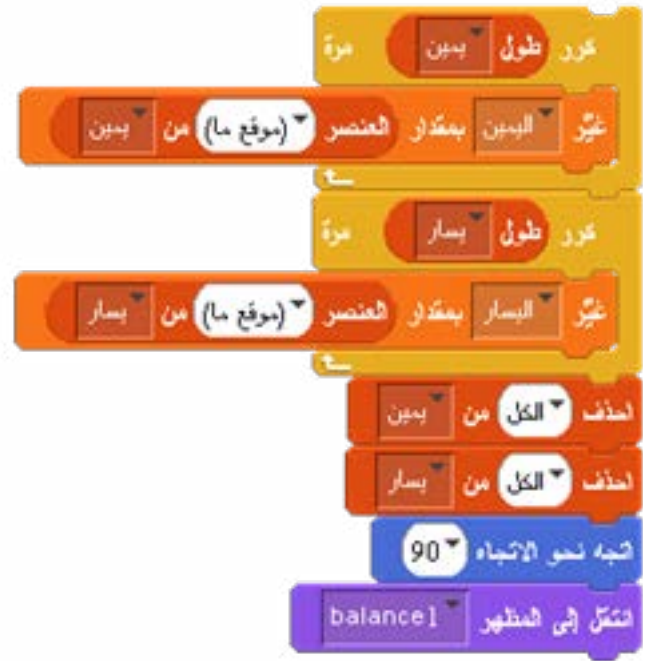 كرر طول يمين مرة
غيّر اليمين بمقدار العنصر (موقع ما) من يمين
كرر طول يسار مرة
غيّر اليسار بمقدار العنصر (موقع ما) من يسار
احذف الكل من يمين
احذف الكل من يسار
اتجه نحو الاتجاه 90
انتقل إلى المظهر balance1